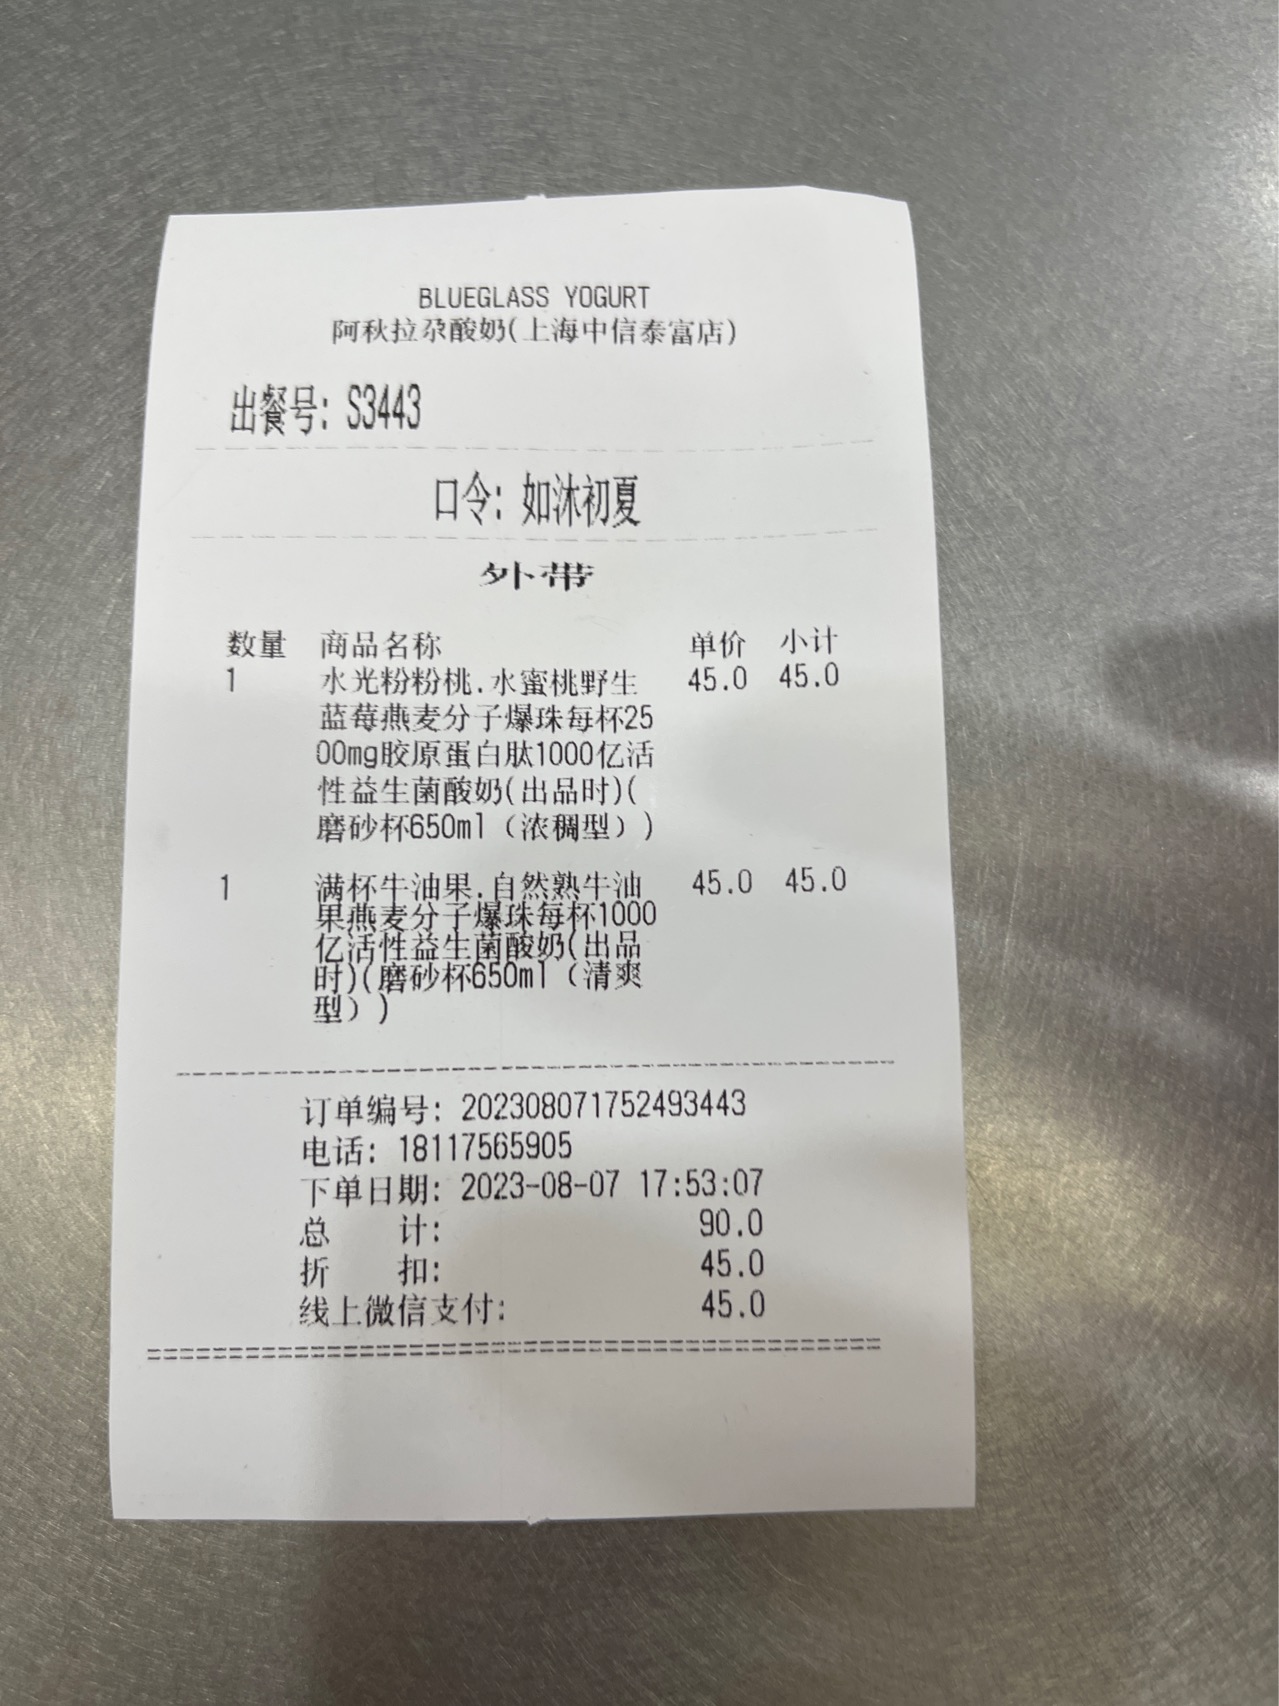 BLUEGLASS YOGURT
阿秋拉尕酸奶(上海中信泰富店)
出餐号: S3443
口令: 如沐初夏
外带
数量 商品名称 单价 小计
1 水光粉粉桃.水蜜桃野生 45.0 45.0
蓝莓燕麦分子爆珠每杯25
00mg胶原蛋白肽1000亿活
性益生菌酸奶(出品时)(
磨砂杯650ml（浓稠型）)
1 满杯牛油果.自然熟牛油 45.0 45.0
果燕麦分子爆珠每杯1000
亿活性益生菌酸奶(出品
时)(磨砂杯650ml（清爽
型）)
订单编号: 202308071752493443
电话: 18117565905
下单日期: 2023-08-07 17:53:07
总 计: 90.0
折 扣: 45.0
线上微信支付: 45.0